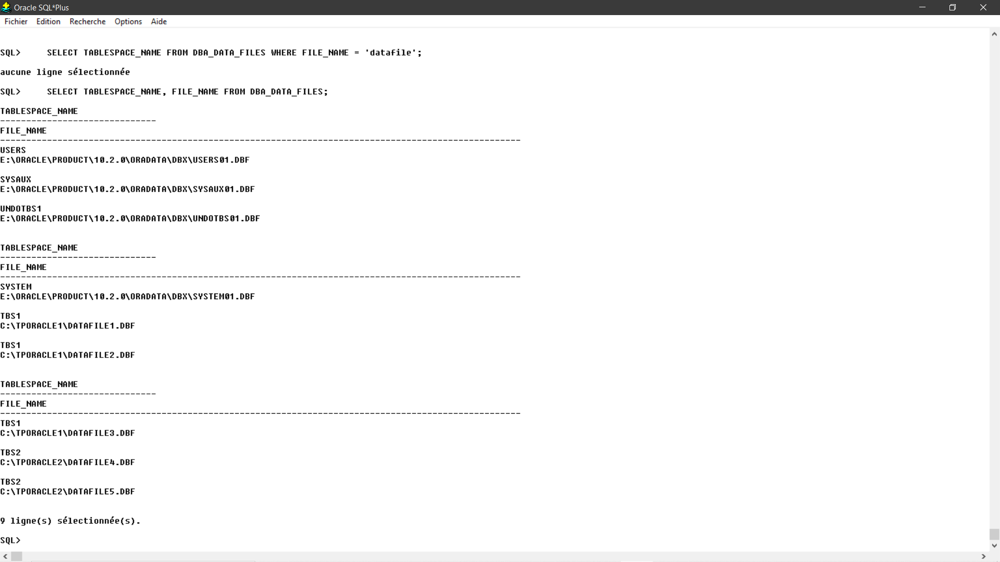 Oracle SQL*Plus
Fichier Edition Recherche Options Aide
SQL> SELECT TABLESPACE_NAME FROM DBA_DATA_FILES WHERE FILE_NAME = 'datafile';
aucune ligne sélectionnée
SQL> SELECT TABLESPACE_NAME, FILE_NAME FROM DBA_DATA_FILES;
TABLESPACE_NAME
------------------------------
FILE_NAME
----------------------------------------------------------------------------------------------------
USERS
E:\ORACLE\PRODUCT\10.2.0\ORADATA\DBX\USERS01.DBF
SYSAUX
E:\ORACLE\PRODUCT\10.2.0\ORADATA\DBX\SYSAUX01.DBF
UNDOTBS1
E:\ORACLE\PRODUCT\10.2.0\ORADATA\DBX\UNDOTBS01.DBF
TABLESPACE_NAME
------------------------------
FILE_NAME
----------------------------------------------------------------------------------------------------
SYSTEM
E:\ORACLE\PRODUCT\10.2.0\ORADATA\DBX\SYSTEM01.DBF
TBS1
C:\TPORACLE1\DATAFILE1.DBF
TBS1
C:\TPORACLE1\DATAFILE2.DBF
TABLESPACE_NAME
------------------------------
FILE_NAME
----------------------------------------------------------------------------------------------------
TBS1
C:\TPORACLE1\DATAFILE3.DBF
TBS2
C:\TPORACLE2\DATAFILE4.DBF
TBS2
C:\TPORACLE2\DATAFILE5.DBF
9 ligne(s) sélectionnée(s).
SQL>